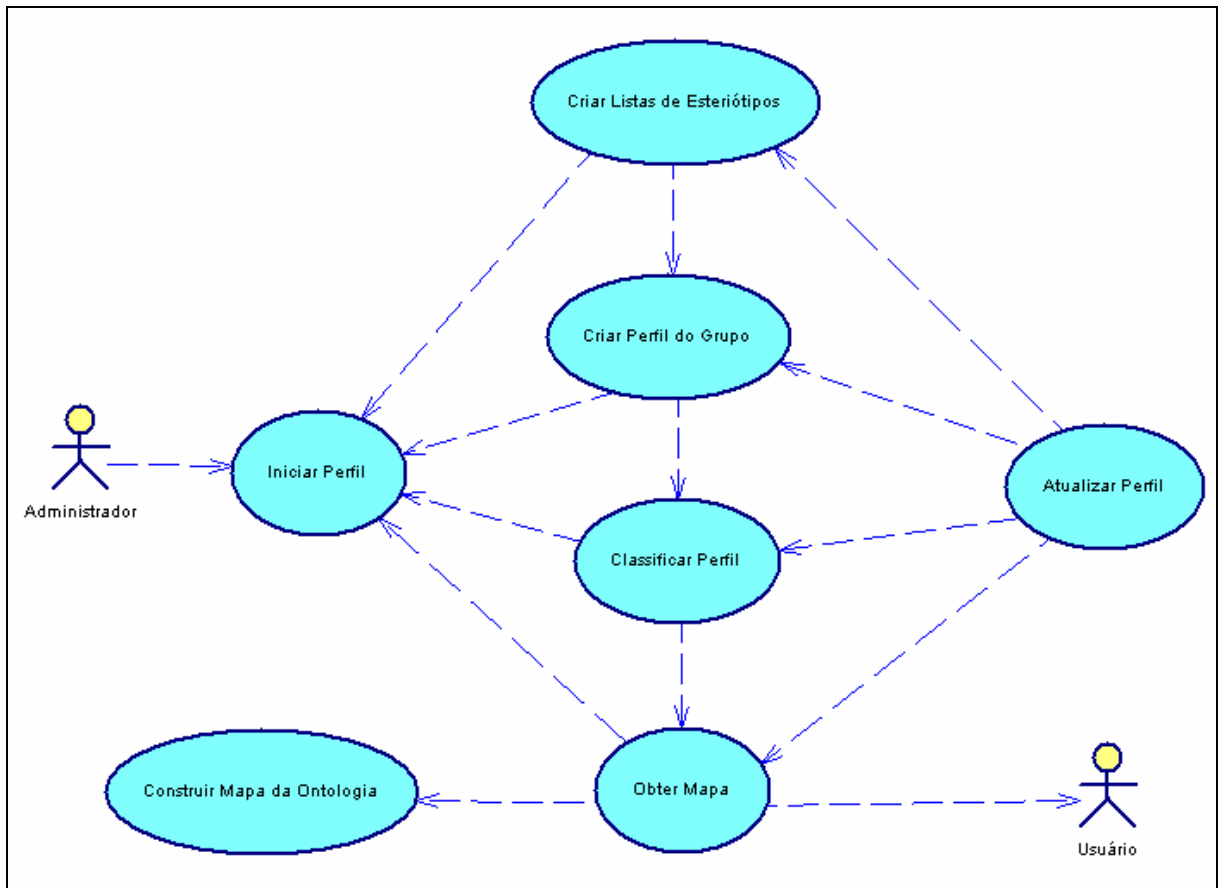 Criar Listas de Esteriótipos
Criar Perfil do Grupo
Iniciar Perfil
Atualizar Perfil
Administrador
Classificar Perfil
Construir Mapa da Ontologia
Obter Mapa
Usuário